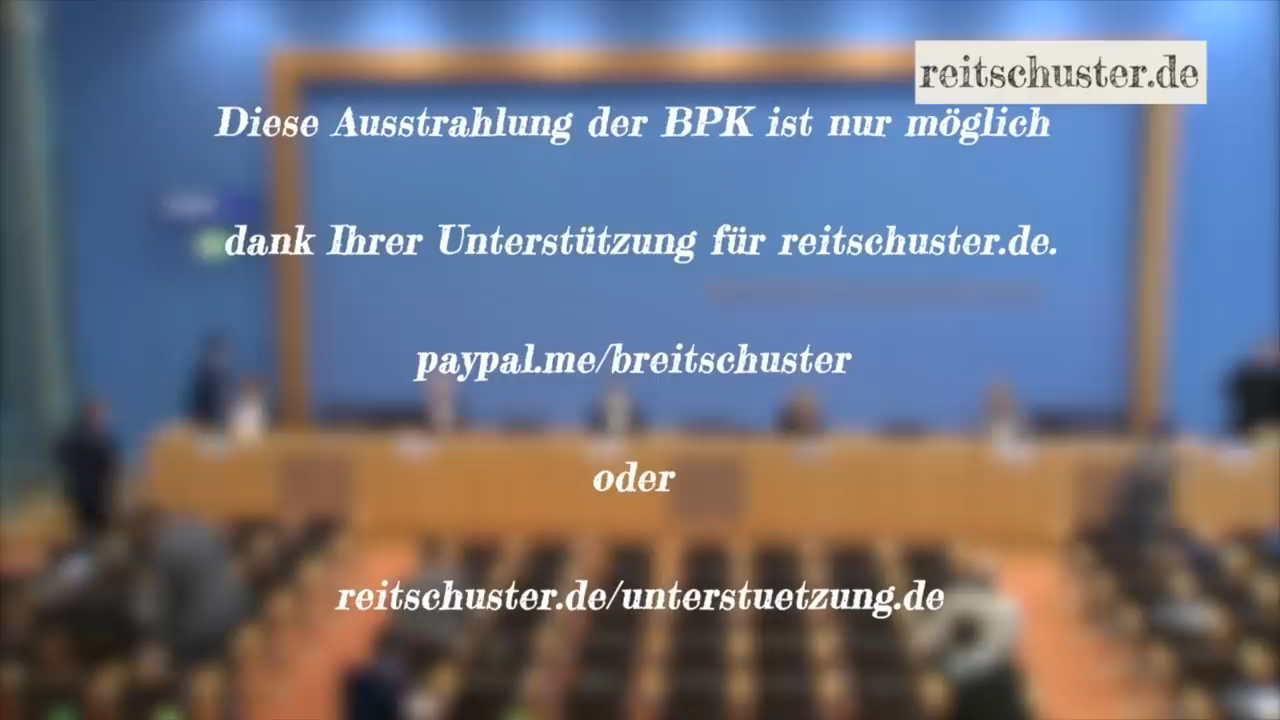 reitschuster.de
Diese Ausstrahlung der BPK ist nur möglich
dank Ihrer Unterstützung für reitschuster.de.
paypal.me/breitschuster
oder
reitschuster.de/unterstuetzung.de